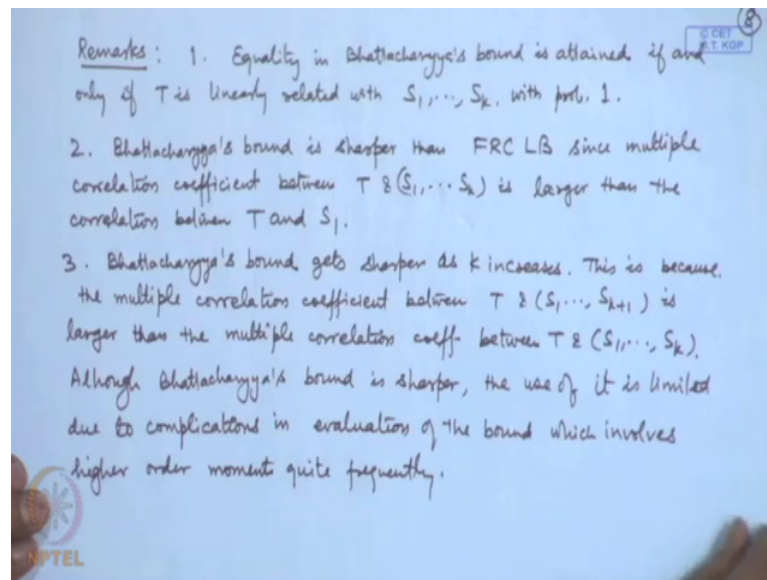 8
© CET
I.I.T. KGP
Remarks : 1. Equality in Bhattacharyya's bound is attained if and
only if T is linearly related with S1, ..., Sk. with prob. 1.
2. Bhattacharyya's bound is sharper than FRC LB since multiple
correlation coefficient between T & (S1, ... Sk) is larger than the
correlation between T and S1.
3. Bhattacharyya's bound gets sharper as k increases. This is because
the multiple correlation coefficient between T & (S1, ..., Sk+1) is
larger than the multiple correlation coeff. between T & (S1, ..., Sk).
Alhough Bhattacharyya's bound is sharper, the use of it is limited
due to complications in evaluation of the bound which involves
higher order moments quite frequently.
NPTEL